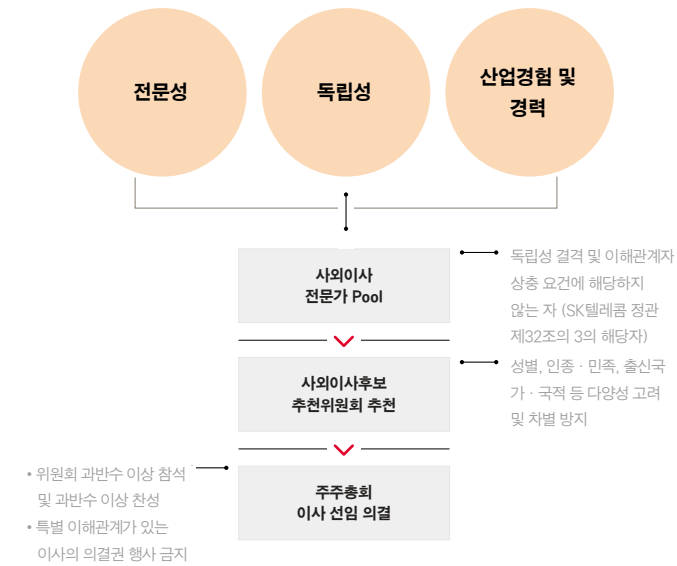 전문성
독립성
산업경험 및
경력
사외이사
전문가 Pool
독립성 결격 및 이해관계자
상충 요건에 해당하지
않는 자 (SK텔레콤 정관
제32조의 3의 해당자)
사외이사후보
추천위원회 추천
성별, 인종 · 민족, 출신국
가 · 국적 등 다양성 고려
및 차별 방지
• 위원회 과반수 이상 참석
및 과반수 이상 찬성
• 특별 이해관계가 있는
이사의 의결권 행사 금지
주주총회
이사 선임 의결